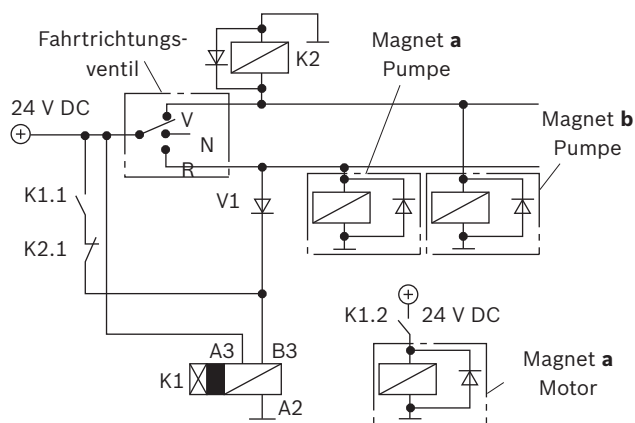 Fahrtrichtungs-
ventil
K2
Magnet a
Pumpe
24 V DC
V
N
R
Magnet b
Pumpe
K1.1
V1
K2.1
K1.2
24 V DC
A3
B3
K1
A2
Magnet a
Motor